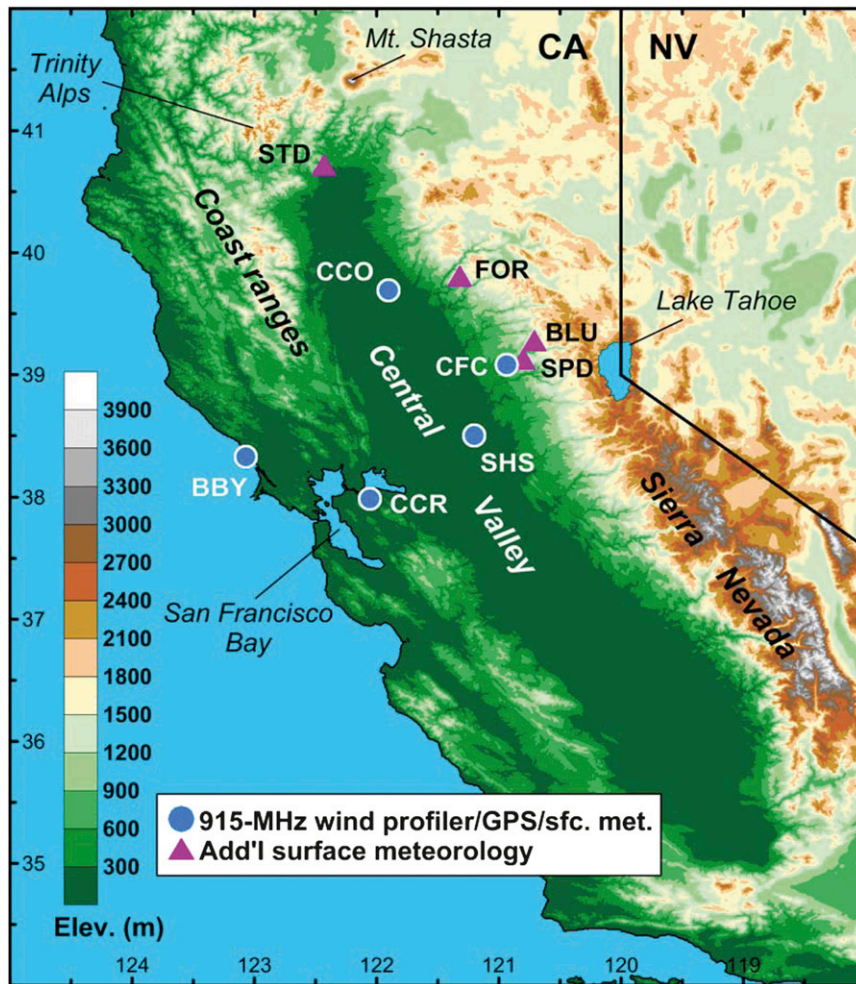 Mt. Shasta
CA
NV
Trinity
Alps
41
STD
Coast ranges
40
CCO
FOR
Lake Tahoe
BLU
39
Central
CFC
SPD
3900
3600
3300
3000
2700
2400
2100
1800
1500
1200
900
600
300
Elev. (m)
SHS
BBY
38
CCR
Valley
Sierra
Nevada
San Francisco
Bay
37
36
915-MHz wind profiler/GPS/sfc. met.
Add'l surface meteorology
35
124
123
122
121
120
119